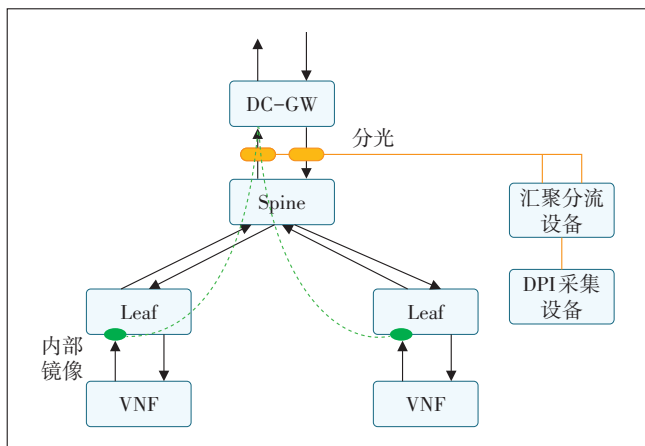 DC-GW
分光
Spine
汇聚分流
设备
DPI采集
设备
Leaf
Leaf
内部
镜像
VNF
VNF